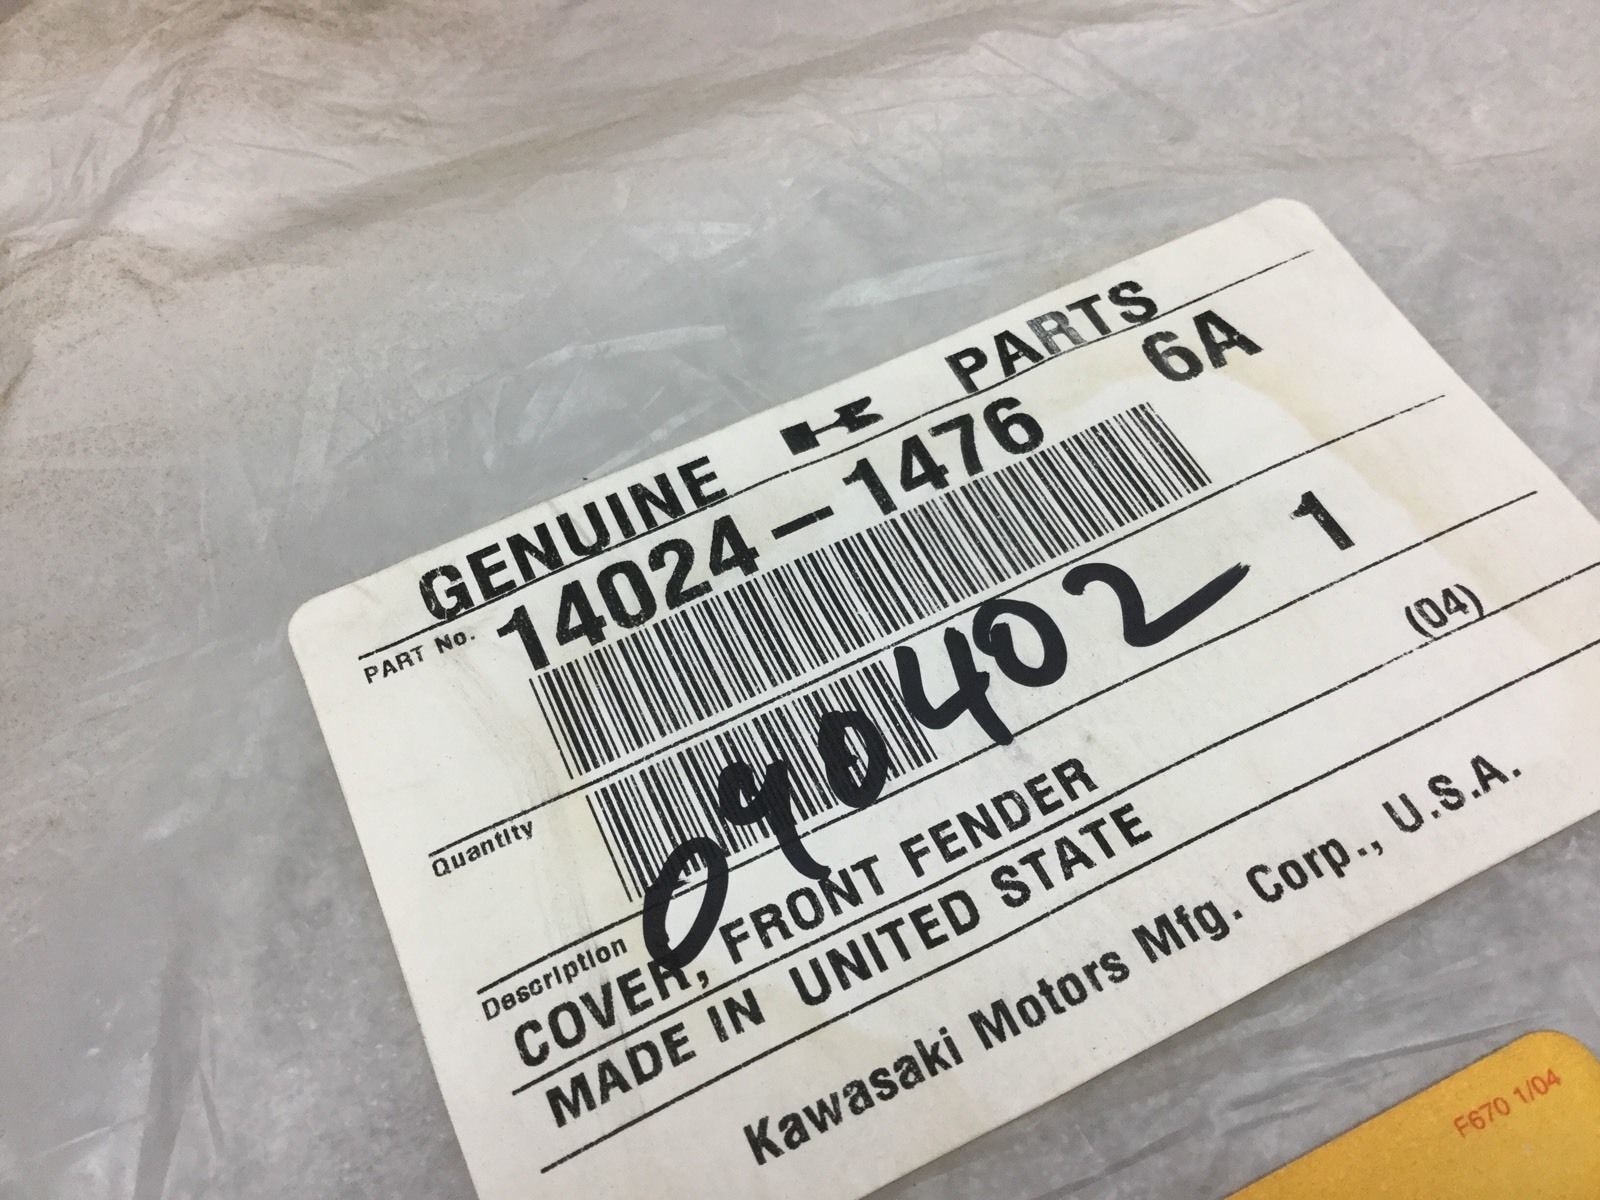 GENUINE K PARTS
PART No. 14024-1476 6A
Quantity 1
090402
(04)
Description
COVER, FRONT FENDER
MADE IN UNITED STATE
Kawasaki Motors Mfg. Corp., U.S.A.
F670 1/04